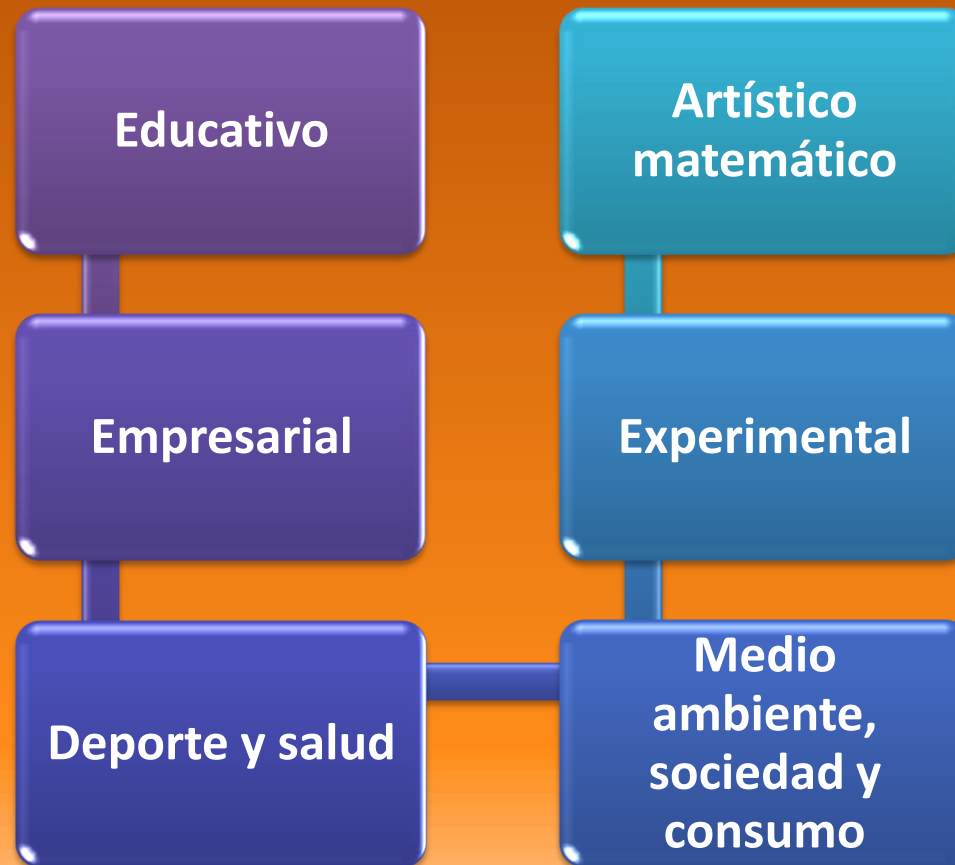 Educativo
Empresarial
Deporte y salud
Medio
ambiente,
sociedad y
consumo
Experimental
Artístico
matemático